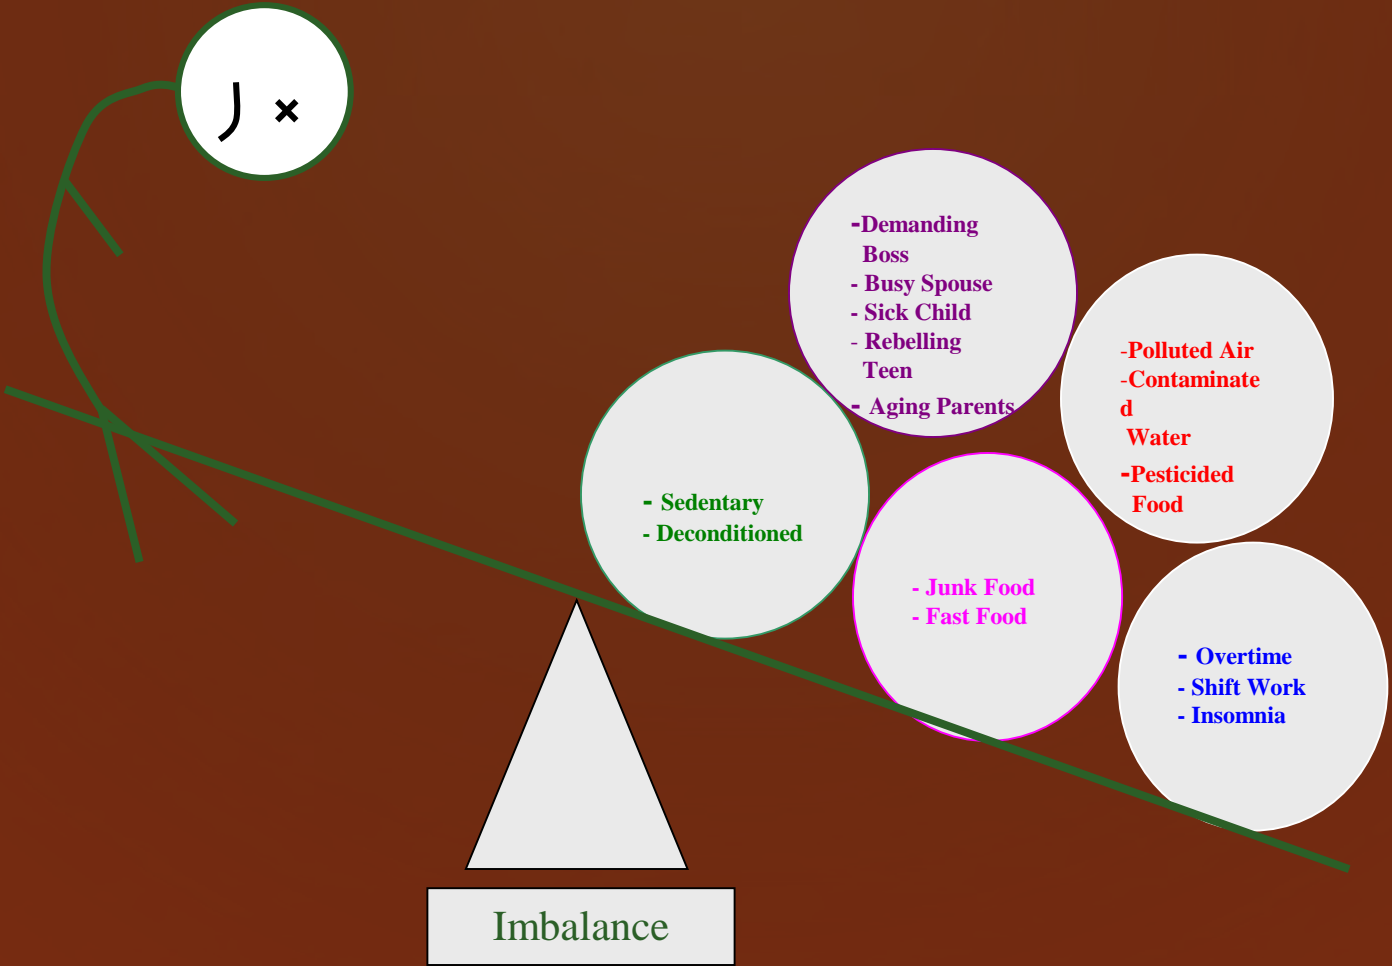 -Demanding
Boss
- Busy Spouse
- Sick Child
- Rebelling
Teen
- Aging Parents
-Polluted Air
-Contaminate
d
Water
-Pesticided
Food
- Sedentary
- Deconditioned
- Junk Food
- Fast Food
- Overtime
- Shift Work
- Insomnia
Imbalance